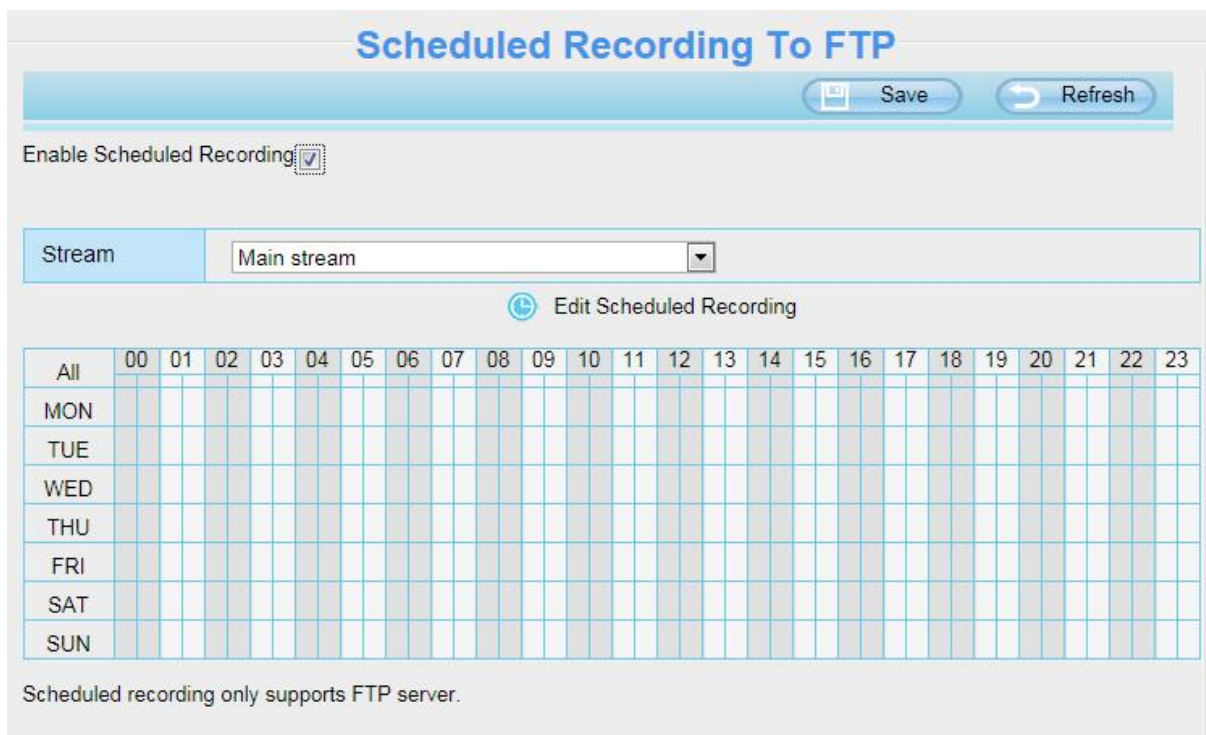 Scheduled Recording To FTP
Save Refresh
Enable Scheduled Recording
Stream Main stream
Edit Scheduled Recording
All 00 01 02 03 04 05 06 07 08 09 10 11 12 13 14 15 16 17 18 19 20 21 22 23
MON
TUE
WED
THU
FRI
SAT
SUN
Scheduled recording only supports FTP server.